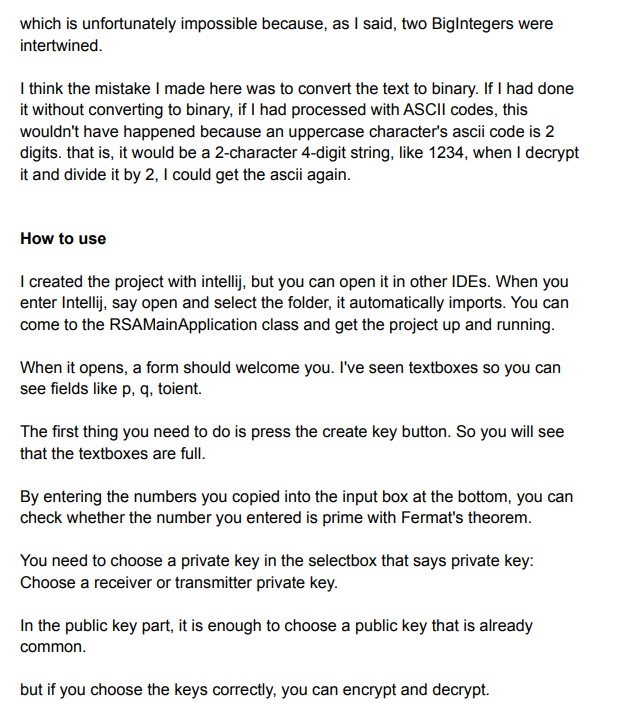 which is unfortunately impossible because, as I said, two BigIntegers were
intertwined.
I think the mistake I made here was to convert the text to binary. If I had done
it without converting to binary, if I had processed with ASCII codes, this
wouldn't have happened because an uppercase character's ascii code is 2
digits. that is, it would be a 2-character 4-digit string, like 1234, when I decrypt
it and divide it by 2, I could get the ascii again.
How to use
I created the project with intellij, but you can open it in other IDEs. When you
enter Intellij, say open and select the folder, it automatically imports. You can
come to the RSAMainApplication class and get the project up and running.
When it opens, a form should welcome you. I've seen textboxes so you can
see fields like p, q, toient.
The first thing you need to do is press the create key button. So you will see
that the textboxes are full.
By entering the numbers you copied into the input box at the bottom, you can
check whether the number you entered is prime with Fermat's theorem.
You need to choose a private key in the selectbox that says private key:
Choose a receiver or transmitter private key.
In the public key part, it is enough to choose a public key that is already
common.
but if you choose the keys correctly, you can encrypt and decrypt.